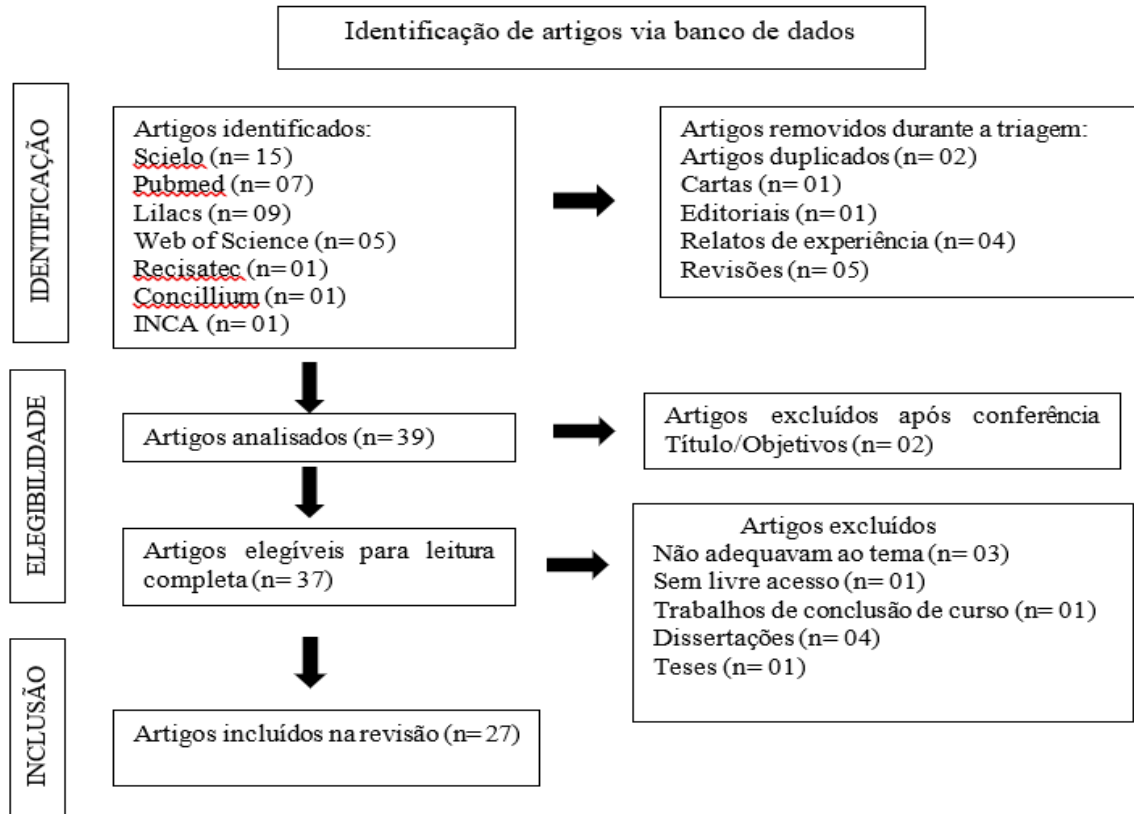 Identificação de artigos via banco de dados
IDENTIFICAÇÃO
Artigos identificados:
Scielo (n= 15)
Pubmed (n= 07)
Lilacs (n= 09)
Web of Science (n= 05)
Recisatec (n= 01)
Concillium (n= 01)
INCA (n= 01)
Artigos removidos durante a triagem:
Artigos duplicados (n= 02)
Cartas (n= 01)
Editoriais (n= 01)
Relatos de experiência (n= 04)
Revisões (n= 05)
ELEGIBILIDADE
Artigos analisados (n= 39)
Artigos excluídos após conferência
Título/Objetivos (n= 02)
Artigos elegíveis para leitura
completa (n= 37)
Artigos excluídos
Não adequavam ao tema (n= 03)
Sem livre acesso (n= 01)
Trabalhos de conclusão de curso (n= 01)
Dissertações (n= 04)
Teses (n= 01)
INCLUSÃO
Artigos incluídos na revisão (n= 27)